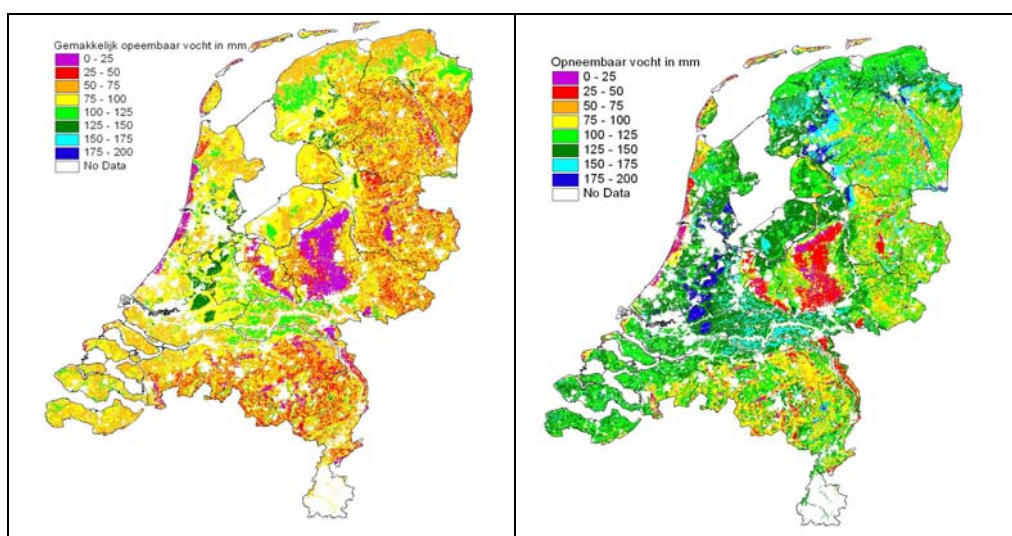 Gemakkelijk opeembaar vocht in mm
0 - 25
25 - 50
50 - 75
75 - 100
100 - 125
125 - 150
150 - 175
175 - 200
No Data
Opneembaar vocht in mm
0 - 25
25 - 50
50 - 75
75 - 100
100 - 125
125 - 150
150 - 175
175 - 200
No Data